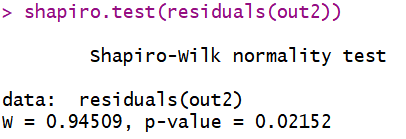 > shapiro.test(residuals(out2))
Shapiro-Wilk normality test
data:  residuals(out2)
W = 0.94509, p-value = 0.02152